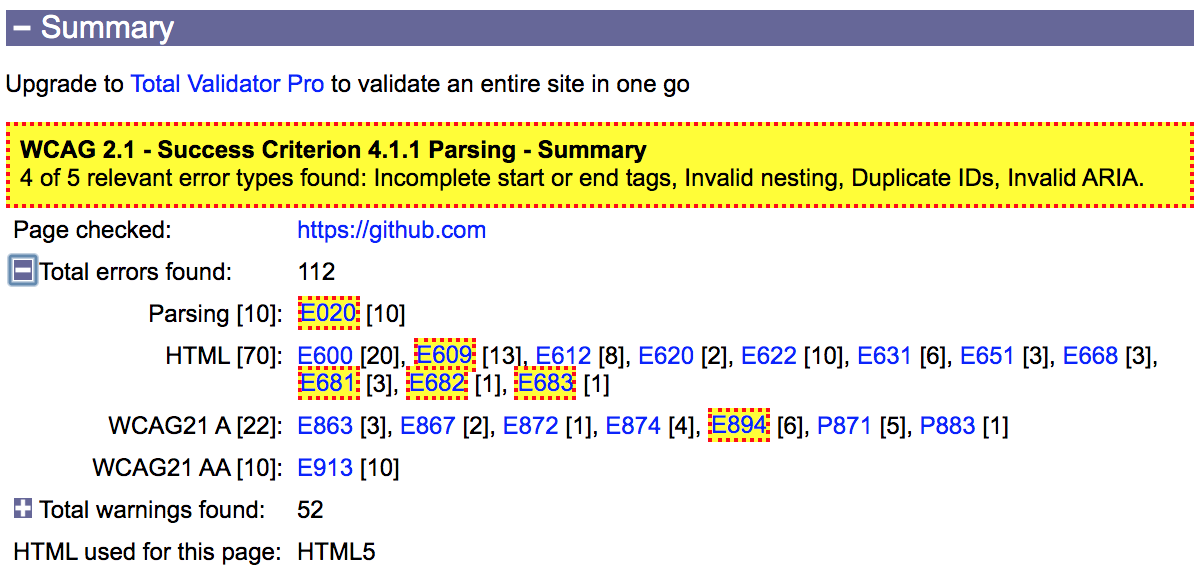 – Summary
Upgrade to Total Validator Pro to validate an entire site in one go
WCAG 2.1 - Success Criterion 4.1.1 Parsing - Summary
4 of 5 relevant error types found: Incomplete start or end tags, Invalid nesting, Duplicate IDs, Invalid ARIA.
Page checked: https://github.com
Total errors found: 112
Parsing [10]: E020 [10]
HTML [70]: E600 [20], E609 [13], E612 [8], E620 [2], E622 [10], E631 [6], E651 [3], E668 [3],
E681 [3], E682 [1], E683 [1]
WCAG21 A [22]: E863 [3], E867 [2], E872 [1], E874 [4], E894 [6], P871 [5], P883 [1]
WCAG21 AA [10]: E913 [10]
Total warnings found: 52
HTML used for this page: HTML5